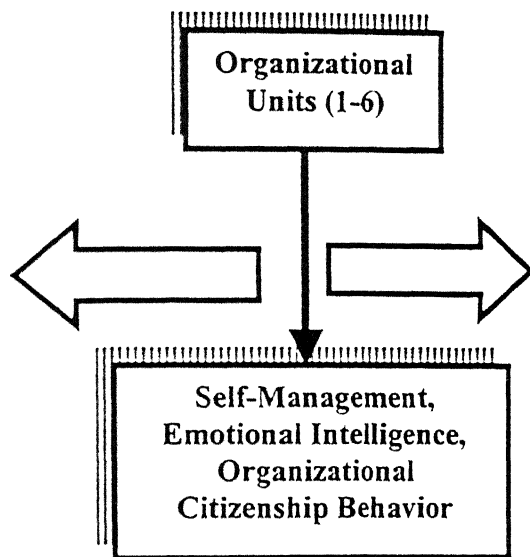 Organizational
Units (1-6)
Self-Management,
Emotional Intelligence,
Organizational
Citizenship Behavior